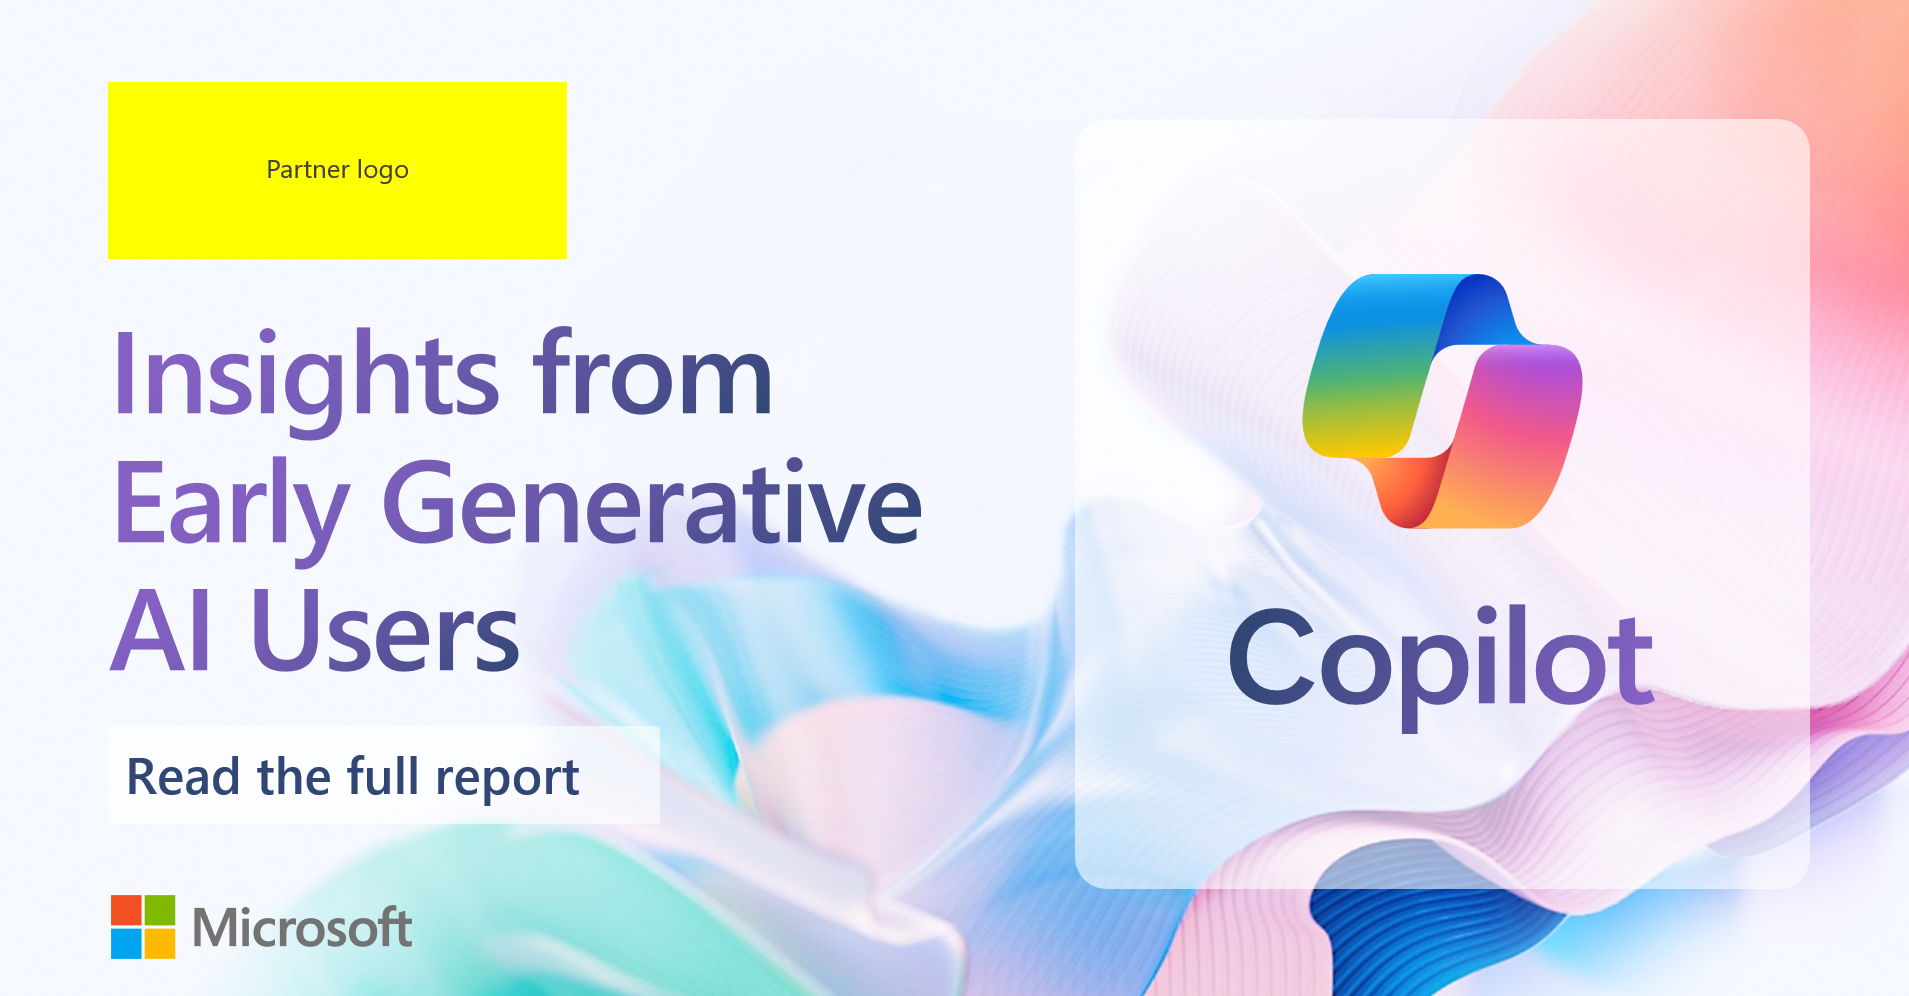 Partner logo
Insights from
Early Generative
AI Users
Read the full report
Microsoft
Copilot